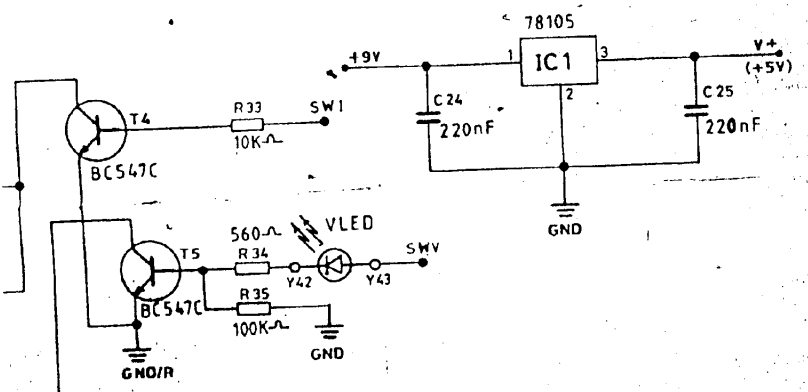 78105
+9V
1
IC1
3
V+
(+5V)
2
C24
220nF
C25
220nF
GND
T4
R33
SW1
10K Ω
BC547C
560 Ω
VLED
T5
R34
SWV
Y42
Y43
R35
BC547C
100K Ω
GND
GND/R